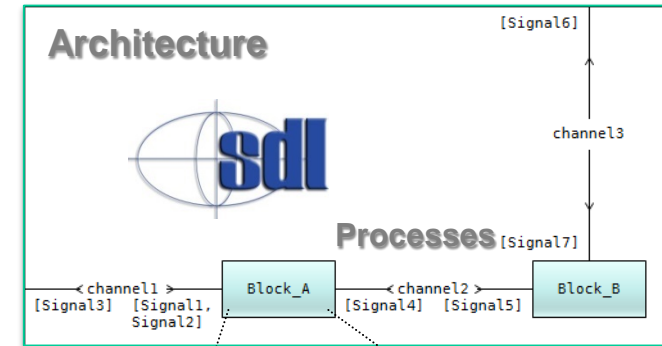 [Signal6]
Architecture
sdl
channel3
Processes
[Signal7]
channel1
Block_A
channel2
Block_B
[Signal3]
[Signal1,
Signal2]
[Signal4]
[Signal5]